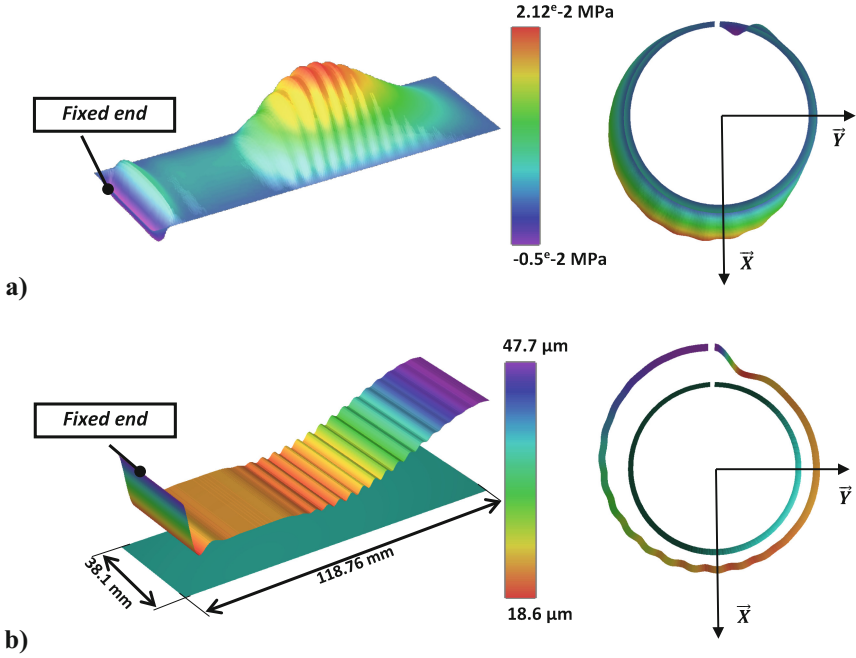 2.12e-2 MPa
Fixed end
Y
-0.5e-2 MPa
X
a)
47.7 µm
Fixed end
Y
118.76 mm
38.1 mm
18.6 µm
X
b)